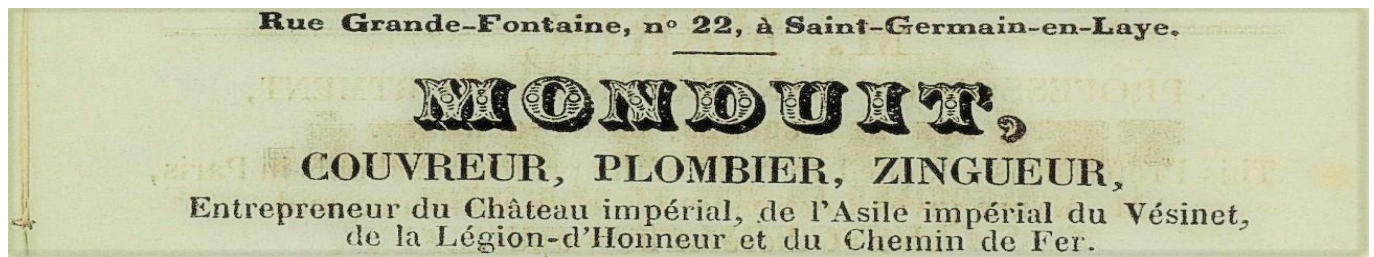 Rue Grande-Fontaine, nº 22, à Saint-Germain-en-Laye.
MONDUIT,
COUVREUR, PLOMBIER, ZINGUEUR,
Entrepreneur du Château impérial, de l'Asile impérial du Vésinet,
de la Légion-d'Honneur et du Chemin de Fer.